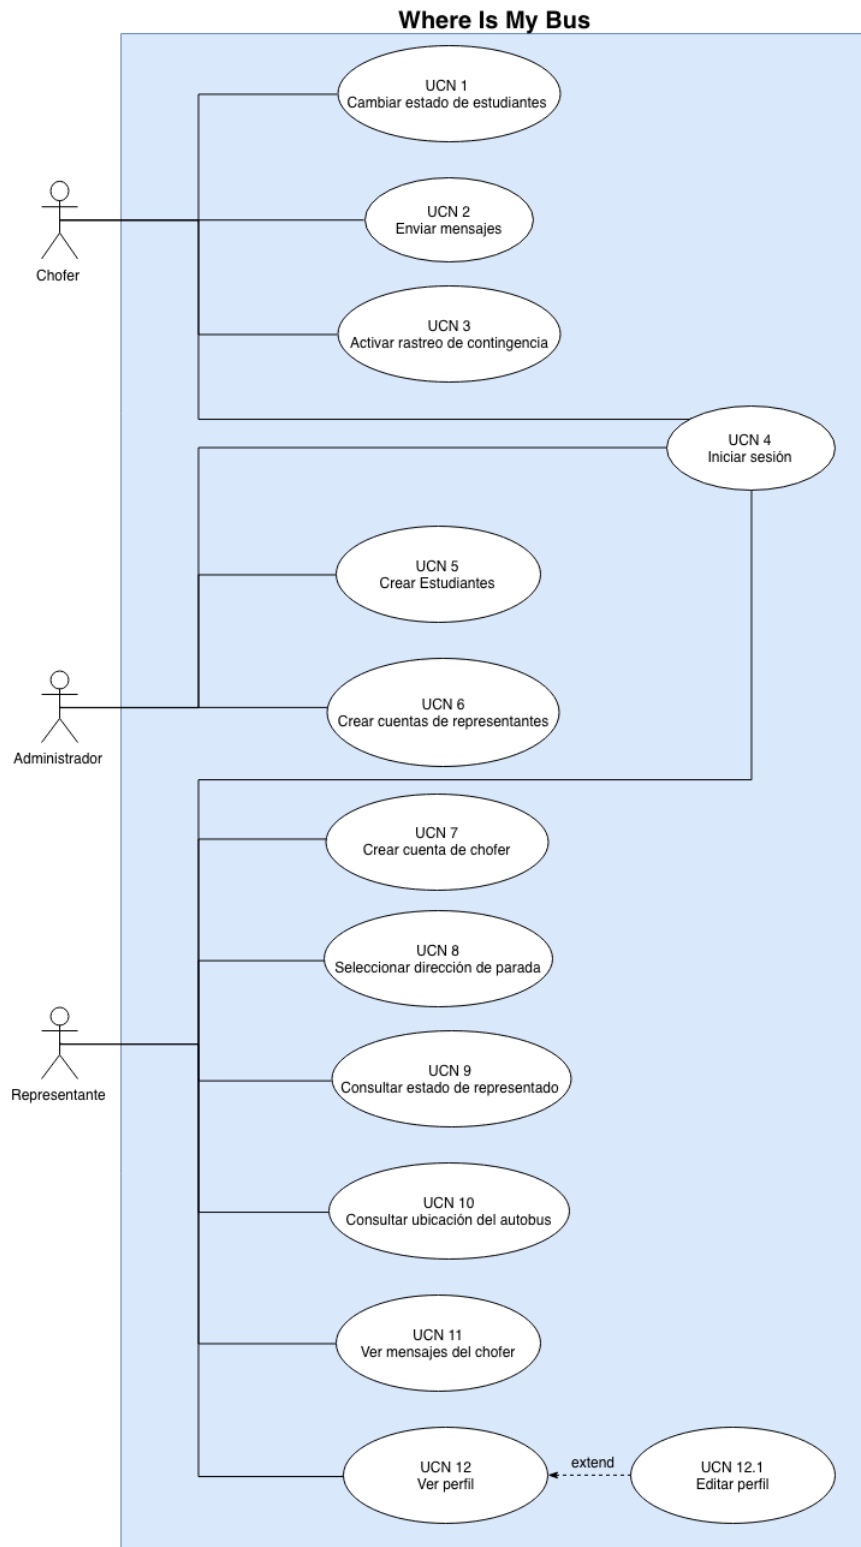 Where Is My Bus
UCN 1
Cambiar estado de estudiantes
UCN 2
Enviar mensajes
Chofer
UCN 3
Activar rastreo de contingencia
UCN 4
Iniciar sesión
UCN 5
Crear Estudiantes
UCN 6
Crear cuentas de representantes
Administrador
UCN 7
Crear cuenta de chofer
UCN 8
Seleccionar dirección de parada
UCN 9
Consultar estado de representado
Representante
UCN 10
Consultar ubicación del autobus
UCN 11
Ver mensajes del chofer
UCN 12
Ver perfil
extend
UCN 12.1
Editar perfil